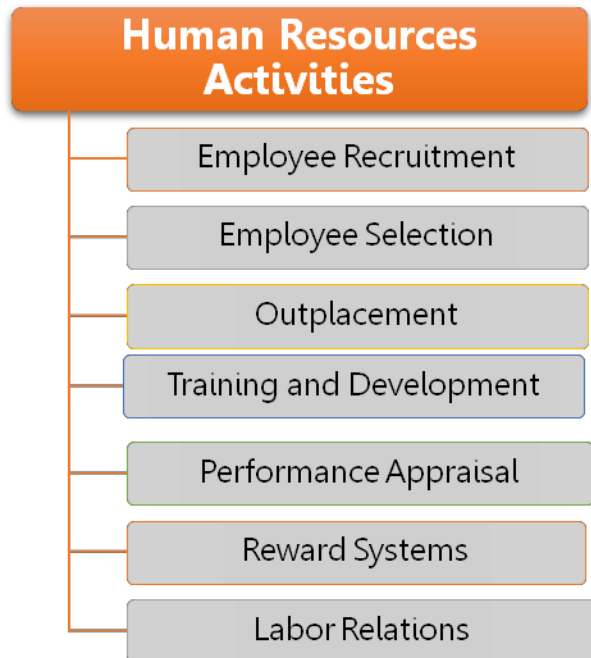 Human Resources
Activities
Employee Recruitment
Employee Selection
Outplacement
Training and Development
Performance Appraisal
Reward Systems
Labor Relations